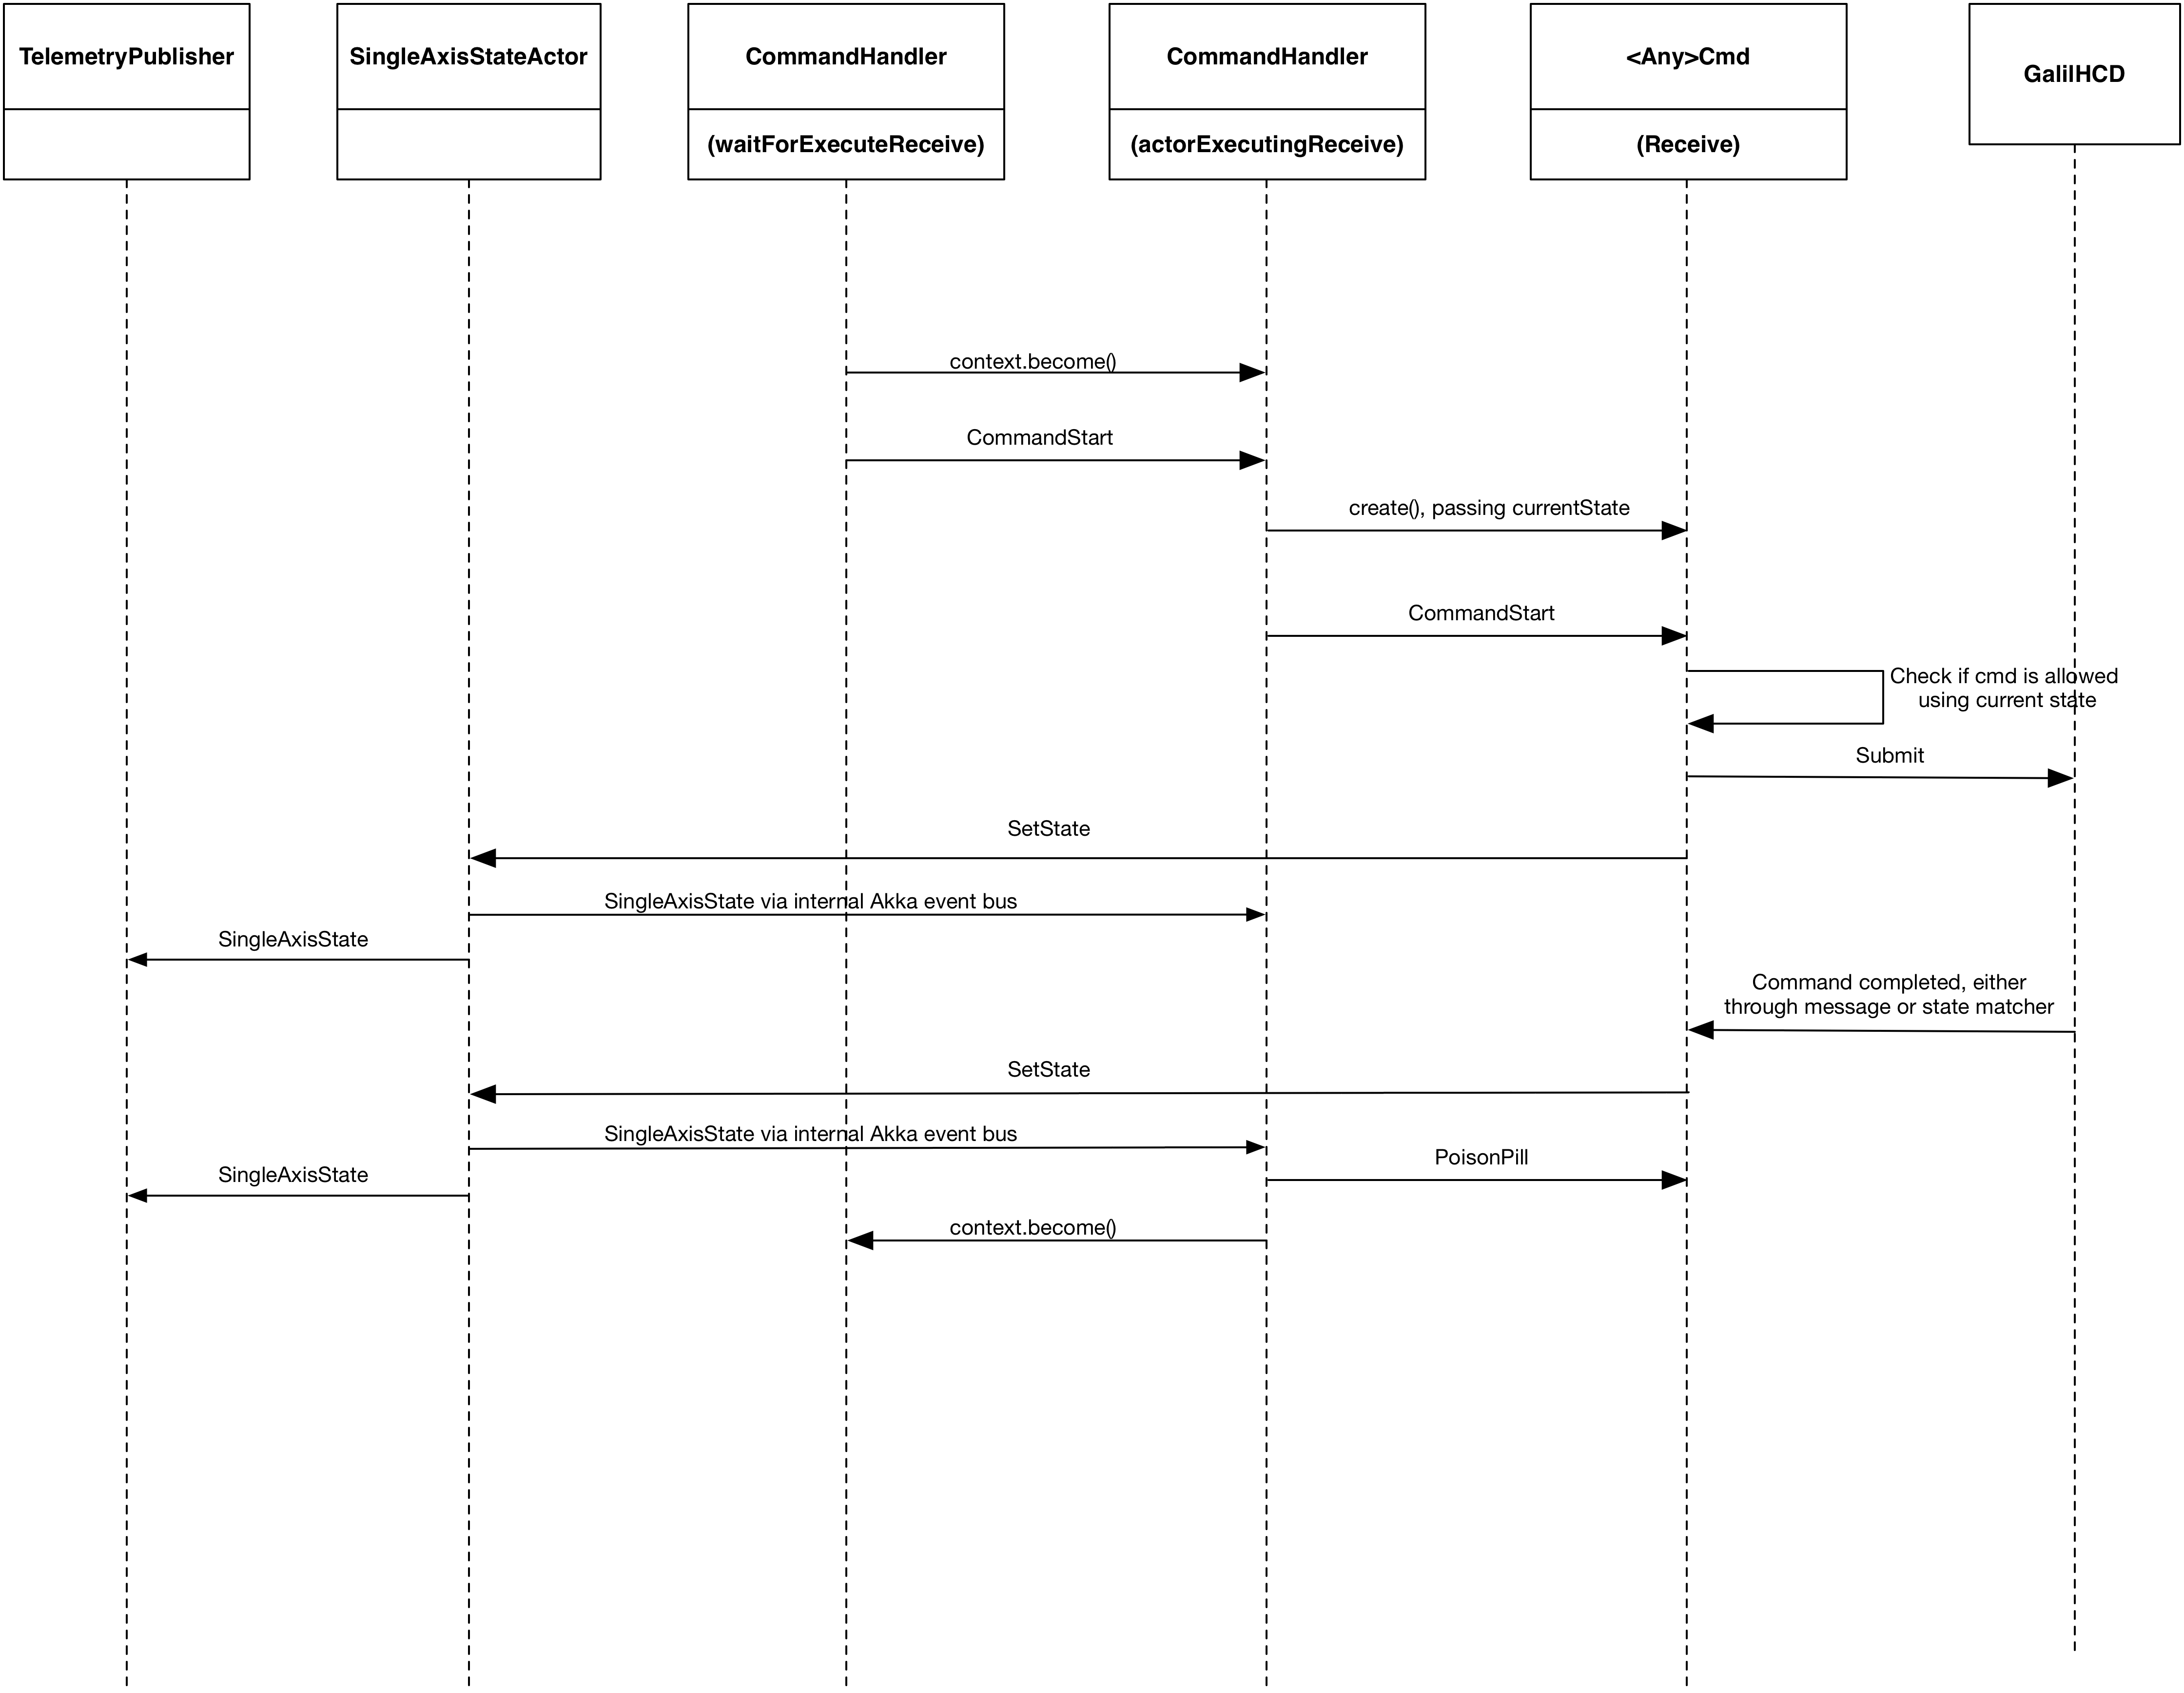 TelemetryPublisher
SingleAxisStateActor
CommandHandler
(waitForExecuteReceive)
CommandHandler
(actorExecutingReceive)
<Any>Cmd
(Receive)
GalilHCD
context.become()
CommandStart
create(), passing currentState
CommandStart
Check if cmd is allowed
using current state
Submit
SetState
SingleAxisState via internal Akka event bus
SingleAxisState
Command completed, either
through message or state matcher
SetState
SingleAxisState via internal Akka event bus
PoisonPill
SingleAxisState
context.become()